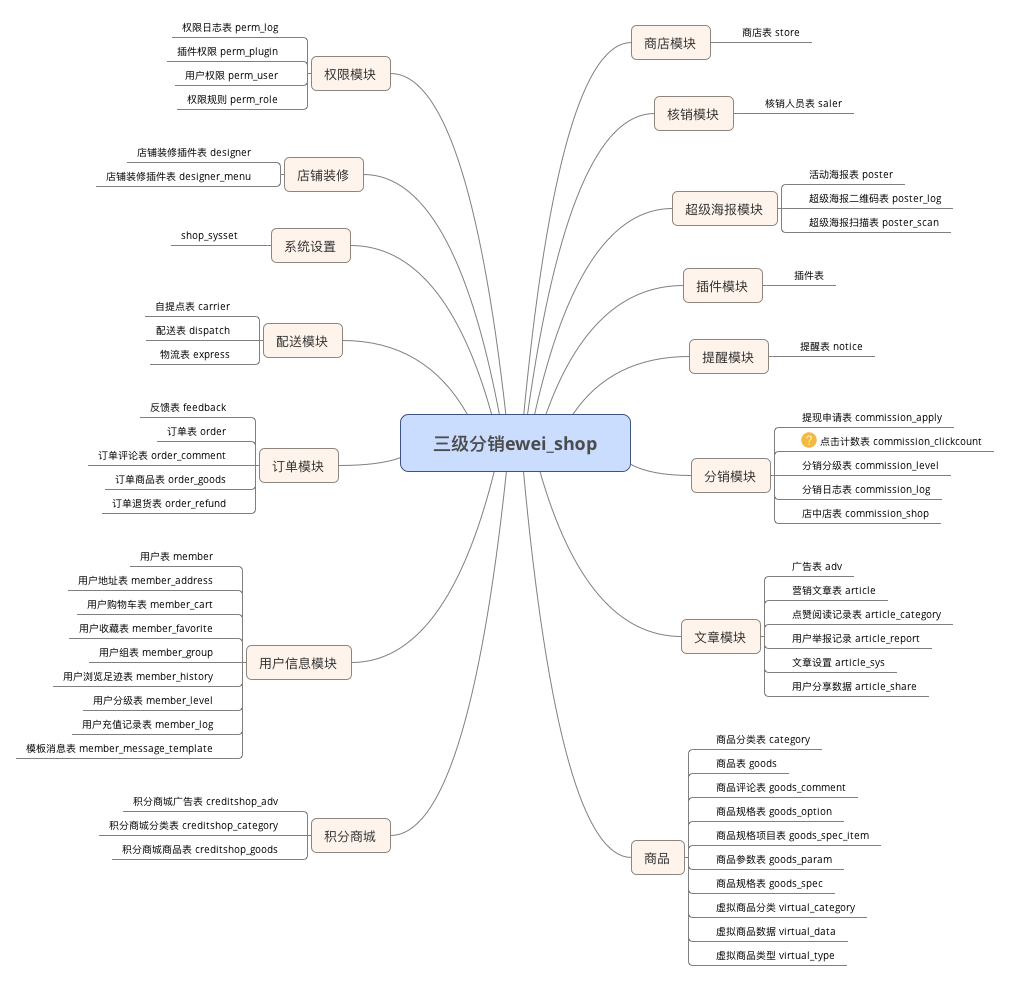 三级分销ewei_shop
商店模块
商店表 store
核销模块
核销人员表 saler
超级海报模块
活动海报表 poster
超级海报二维码表 poster_log
超级海报扫描表 poster_scan
插件模块
插件表
提醒模块
提醒表 notice
分销模块
提现申请表 commission_apply
点击计数表 commission_clickcount
分销分级表 commission_level
分销日志表 commission_log
店中店表 commission_shop
文章模块
广告表 adv
营销文章表 article
点赞阅读记录表 article_category
用户举报记录 article_report
文章设置 article_sys
用户分享数据 article_share
商品
商品分类表 category
商品表 goods
商品评论表 goods_comment
商品规格表 goods_option
商品规格项目表 goods_spec_item
商品参数表 goods_param
商品规格表 goods_spec
虚拟商品分类 virtual_category
虚拟商品数据 virtual_data
虚拟商品类型 virtual_type
权限模块
权限日志表 perm_log
插件权限 perm_plugin
用户权限 perm_user
权限规则 perm_role
店铺装修
店铺装修插件表 designer
店铺装修插件表 designer_menu
系统设置
shop_sysset
配送模块
自提点表 carrier
配送表 dispatch
物流表 express
订单模块
反馈表 feedback
订单表 order
订单评论表 order_comment
订单商品表 order_goods
订单退货表 order_refund
用户信息模块
用户表 member
用户地址表 member_address
用户购物车表 member_cart
用户收藏表 member_favorite
用户组表 member_group
用户浏览足迹表 member_history
用户分级表 member_level
用户充值记录表 member_log
模板消息表 member_message_template
积分商城
积分商城广告表 creditshop_adv
积分商城分类表 creditshop_category
积分商城商品表 creditshop_goods